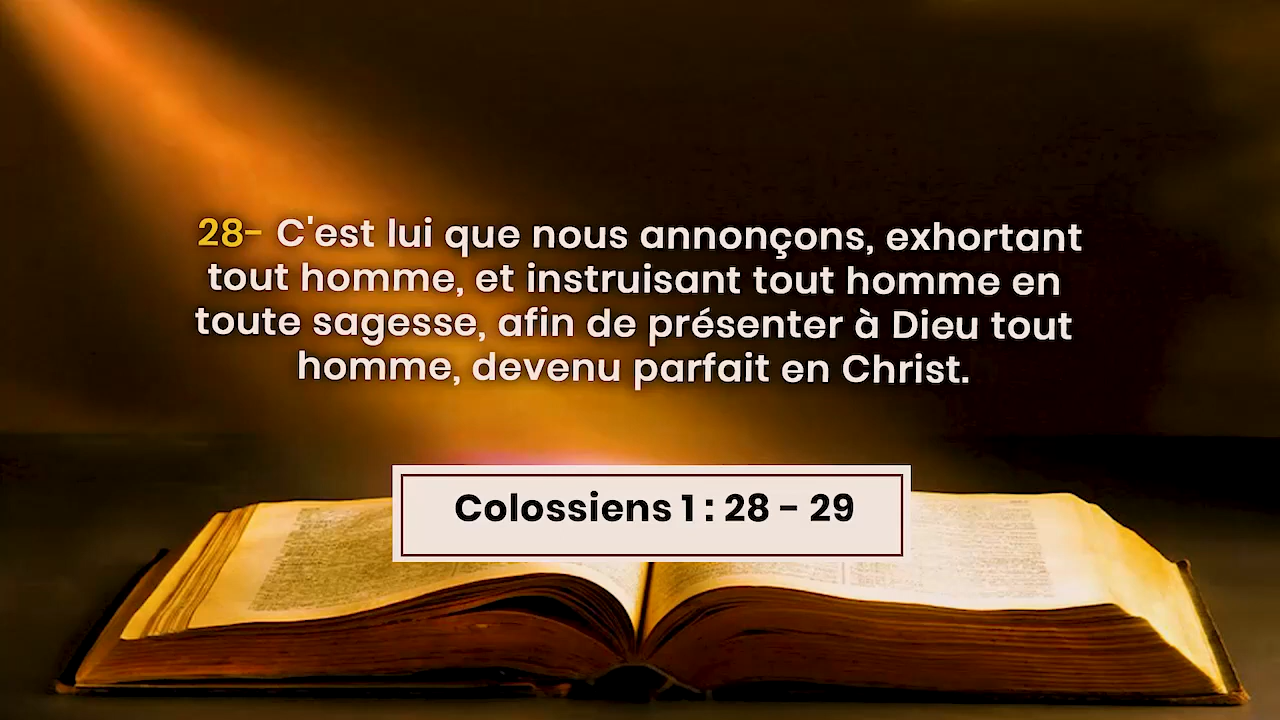 28- C'est lui que nous annonçons, exhortant
tout homme, et instruisant tout homme en
toute sagesse, afin de présenter à Dieu tout
homme, devenu parfait en Christ.
Colossiens 1 : 28 - 29